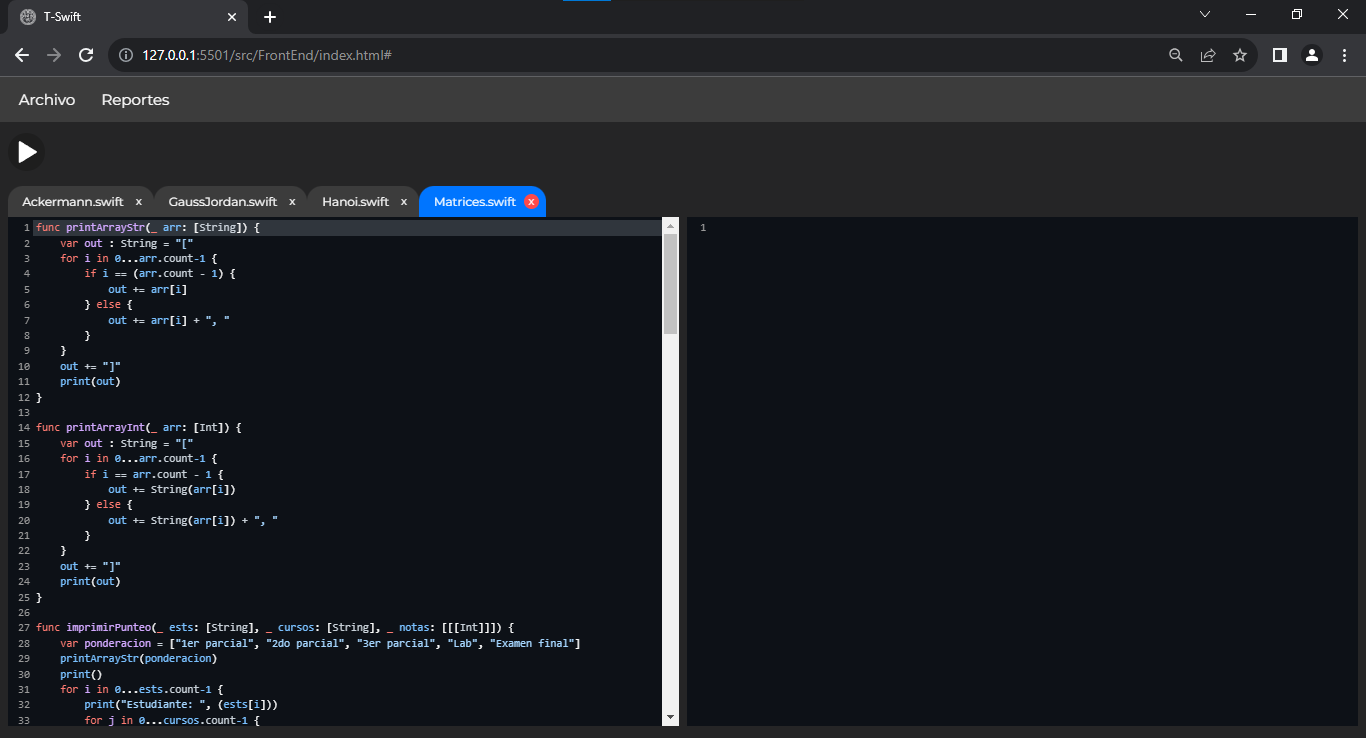 T-Swift
127.0.0.1:5501/src/FrontEnd/index.html#
Archivo Reportes
Ackermann.swift x GaussJordan.swift x Hanoi.swift x Matrices.swift x
1 func printArrayStr(_ arr: [String]) {
2     var out : String = "["
3     for i in 0...arr.count-1 {
4         if i == (arr.count - 1) {
5             out += arr[i]
6         } else {
7             out += arr[i] + ", "
8         }
9     }
10     out += "]"
11     print(out)
12 }
13
14 func printArrayInt(_ arr: [Int]) {
15     var out : String = "["
16     for i in 0...arr.count-1 {
17         if i == arr.count - 1 {
18             out += String(arr[i])
19         } else {
20             out += String(arr[i]) + ", "
21         }
22     }
23     out += "]"
24     print(out)
25 }
26
27 func imprimirPunteo(_ ests: [String], _ cursos: [String], _ notas: [[[Int]]]) {
28     var ponderacion = ["1er parcial", "2do parcial", "3er parcial", "Lab", "Examen final"]
29     printArrayStr(ponderacion)
30     print()
31     for i in 0...ests.count-1 {
32         print("Estudiante: ", (ests[i]))
33         for j in 0...cursos.count-1 {
1